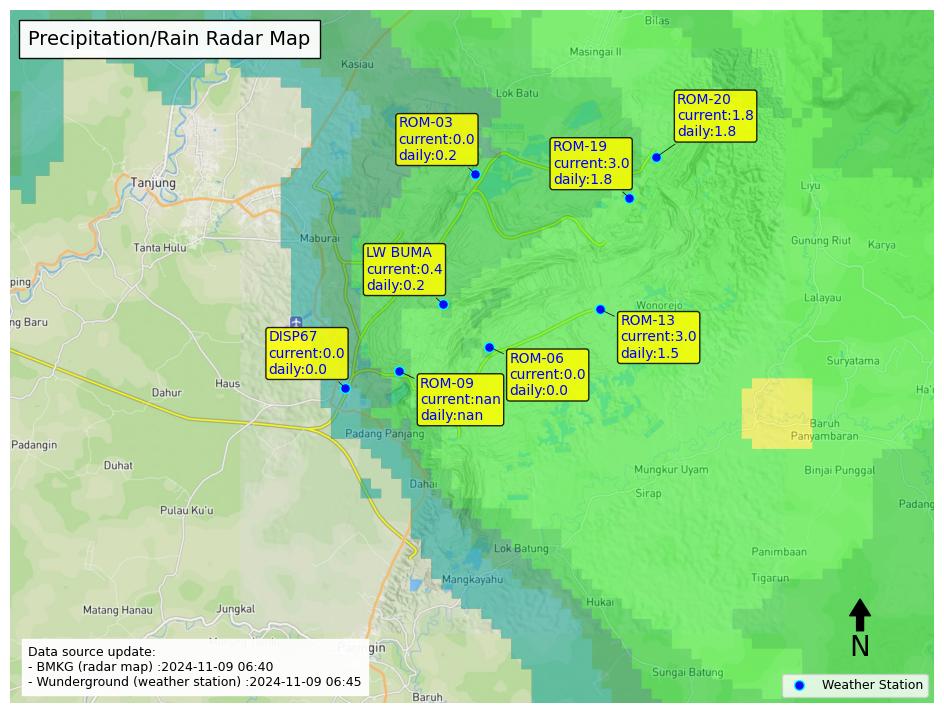 Precipitation/Rain Radar Map
Bilas
Masingai II
Kasiau
Lok Batu
ROM-20
current:1.8
daily:1.8
ROM-03
current:0.0
daily:0.2
ROM-19
current:3.0
daily:1.8
Tanjung
Liyu
Maburai
Tanta Hulu
Gunung Riut
Karya
LW BUMA
current:0.4
daily:0.2
ping
Lalayau
Wonorejo
ng Baru
ROM-13
current:3.0
daily:1.5
DISP67
current:0.0
daily:0.0
ROM-06
current:0.0
daily:0.0
Suryatama
Haus
Dahur
Ha'
ROM-09
current:nan
daily:nan
Baruh
Panyambaran
Padang Panjang
Padangin
Duhat
Mungkur Uyam
Binjai Punggal
Dahai
Sirap
Padang
Pulau Ku'u
Lok Batung
Panimbaan
Mangkayahu
Tigarun
Hukai
Matang Hanau
Jungkal
N
Data source update:
- BMKG (radar map) :2024-11-09 06:40
- Wunderground (weather station) :2024-11-09 06:45
Sungai Batung
Weather Station
Baruh